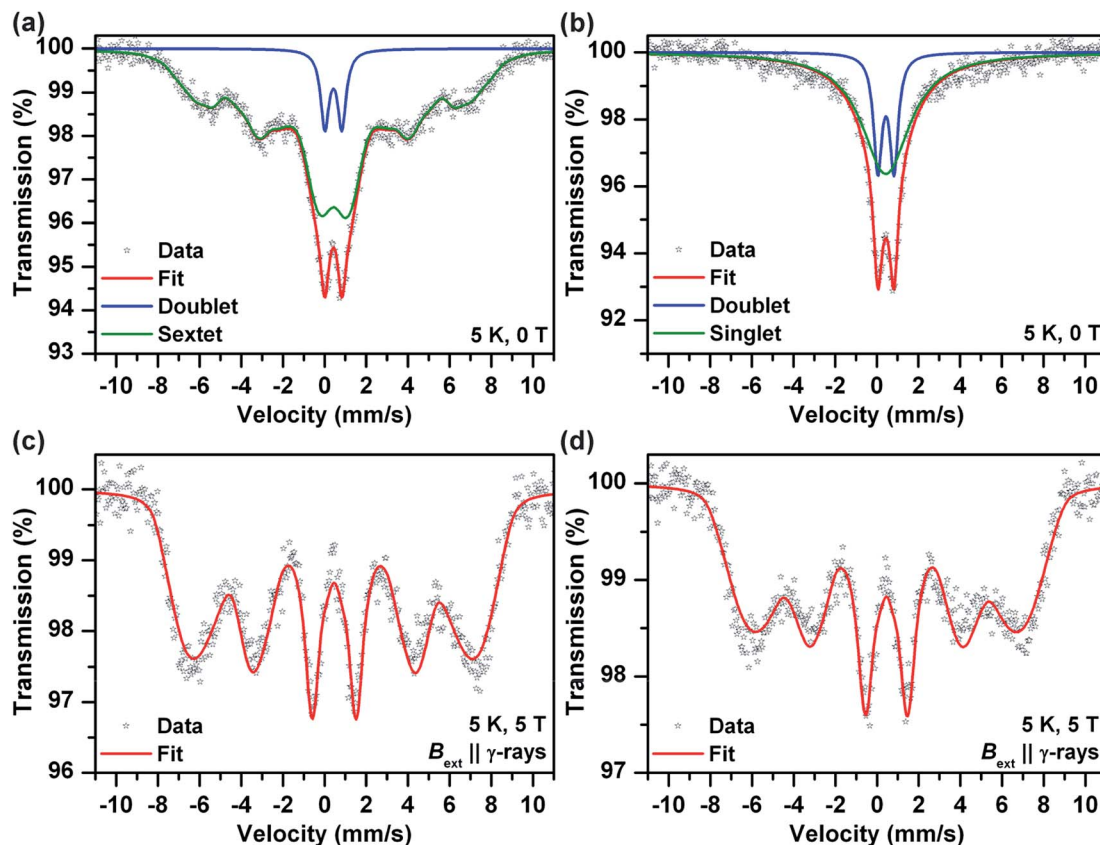 (a)
Transmission (%)
100
99
98
97
96
95
94
93
Data
Fit
Doublet
Sextet
5 K, 0 T
-10 -8 -6 -4 -2 0 2 4 6 8 10
Velocity (mm/s)
(b)
Transmission (%)
100
98
96
94
92
Data
Fit
Doublet
Singlet
5 K, 0 T
-10 -8 -6 -4 -2 0 2 4 6 8 10
Velocity (mm/s)
(c)
Transmission (%)
100
99
98
97
96
Data
Fit
5 K, 5 T
Bext || γ-rays
-10 -8 -6 -4 -2 0 2 4 6 8 10
Velocity (mm/s)
(d)
Transmission (%)
100
99
98
97
Data
Fit
5 K, 5 T
Bext || γ-rays
-10 -8 -6 -4 -2 0 2 4 6 8 10
Velocity (mm/s)